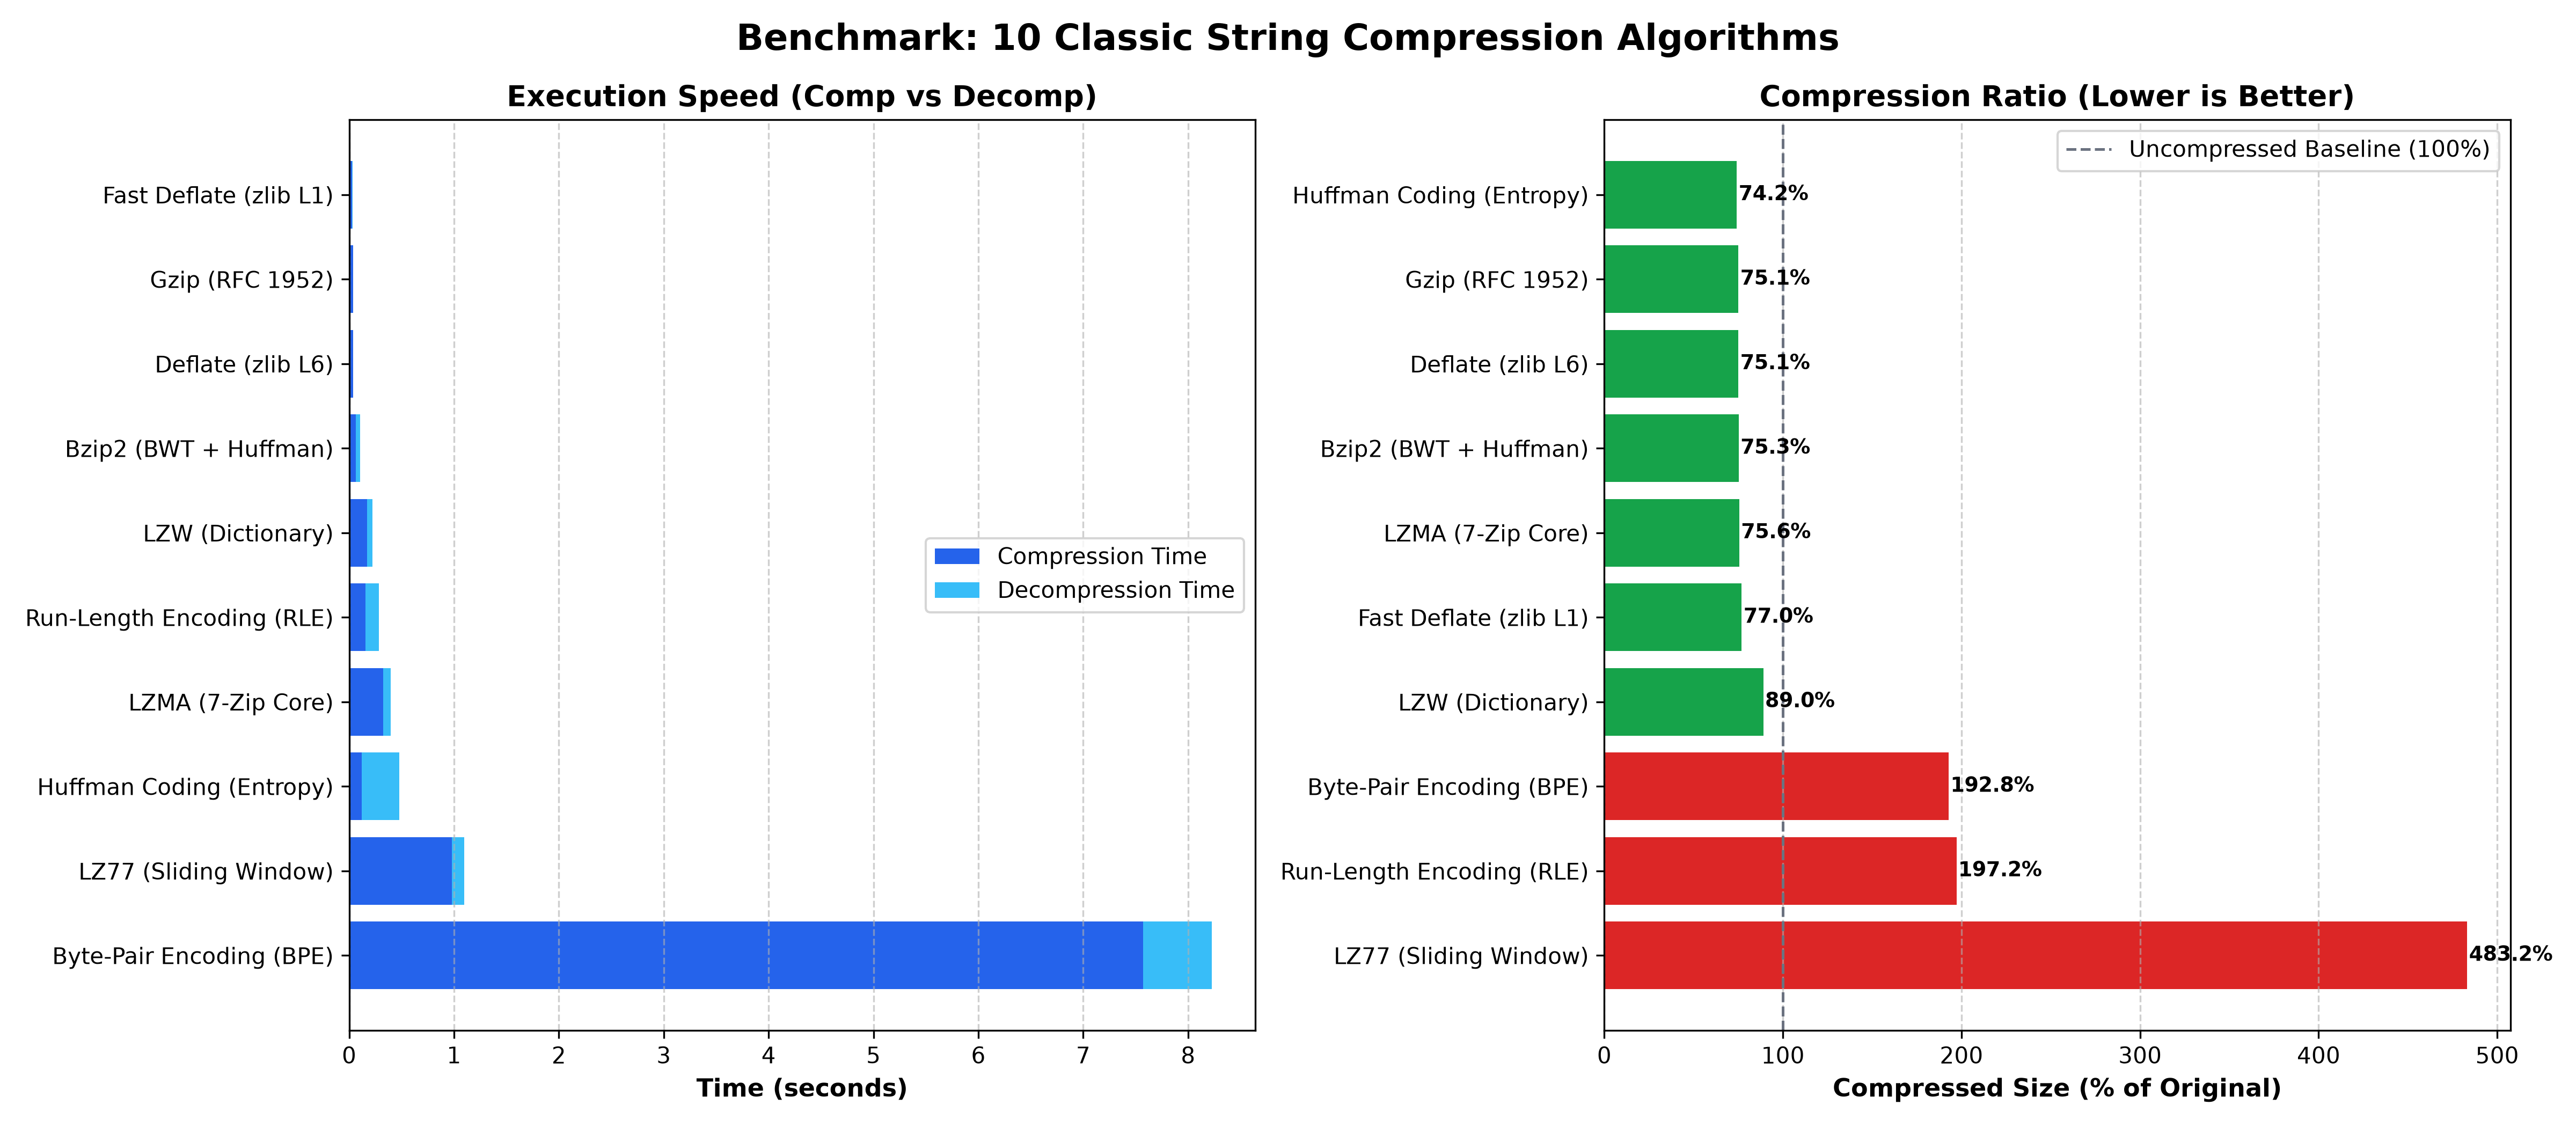 Benchmark: 10 Classic String Compression Algorithms
Execution Speed (Comp vs Decomp)
Fast Deflate (zlib L1)
Gzip (RFC 1952)
Deflate (zlib L6)
Bzip2 (BWT + Huffman)
LZW (Dictionary)
Run-Length Encoding (RLE)
LZMA (7-Zip Core)
Huffman Coding (Entropy)
LZ77 (Sliding Window)
Byte-Pair Encoding (BPE)
Compression Time
Decompression Time
0 1 2 3 4 5 6 7 8
Time (seconds)
Compression Ratio (Lower is Better)
Uncompressed Baseline (100%)
Huffman Coding (Entropy) 74.2%
Gzip (RFC 1952) 75.1%
Deflate (zlib L6) 75.1%
Bzip2 (BWT + Huffman) 75.3%
LZMA (7-Zip Core) 75.6%
Fast Deflate (zlib L1) 77.0%
LZW (Dictionary) 89.0%
Byte-Pair Encoding (BPE) 192.8%
Run-Length Encoding (RLE) 197.2%
LZ77 (Sliding Window) 483.2%
0 100 200 300 400 500
Compressed Size (% of Original)